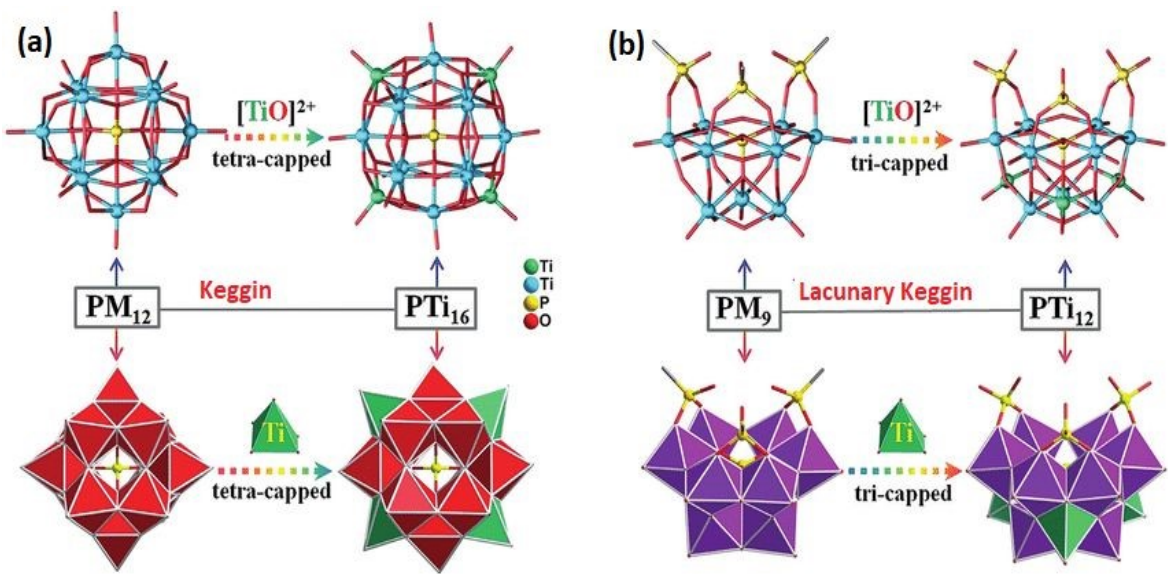 (a)
[TiO]²⁺
tetra-capped
PM₁₂
Keggin
PTi₁₆
Ti
Ti
P
O
Ti
tetra-capped
(b)
[TiO]²⁺
tri-capped
PM₉
Lacunary Keggin
PTi₁₂
Ti
tri-capped